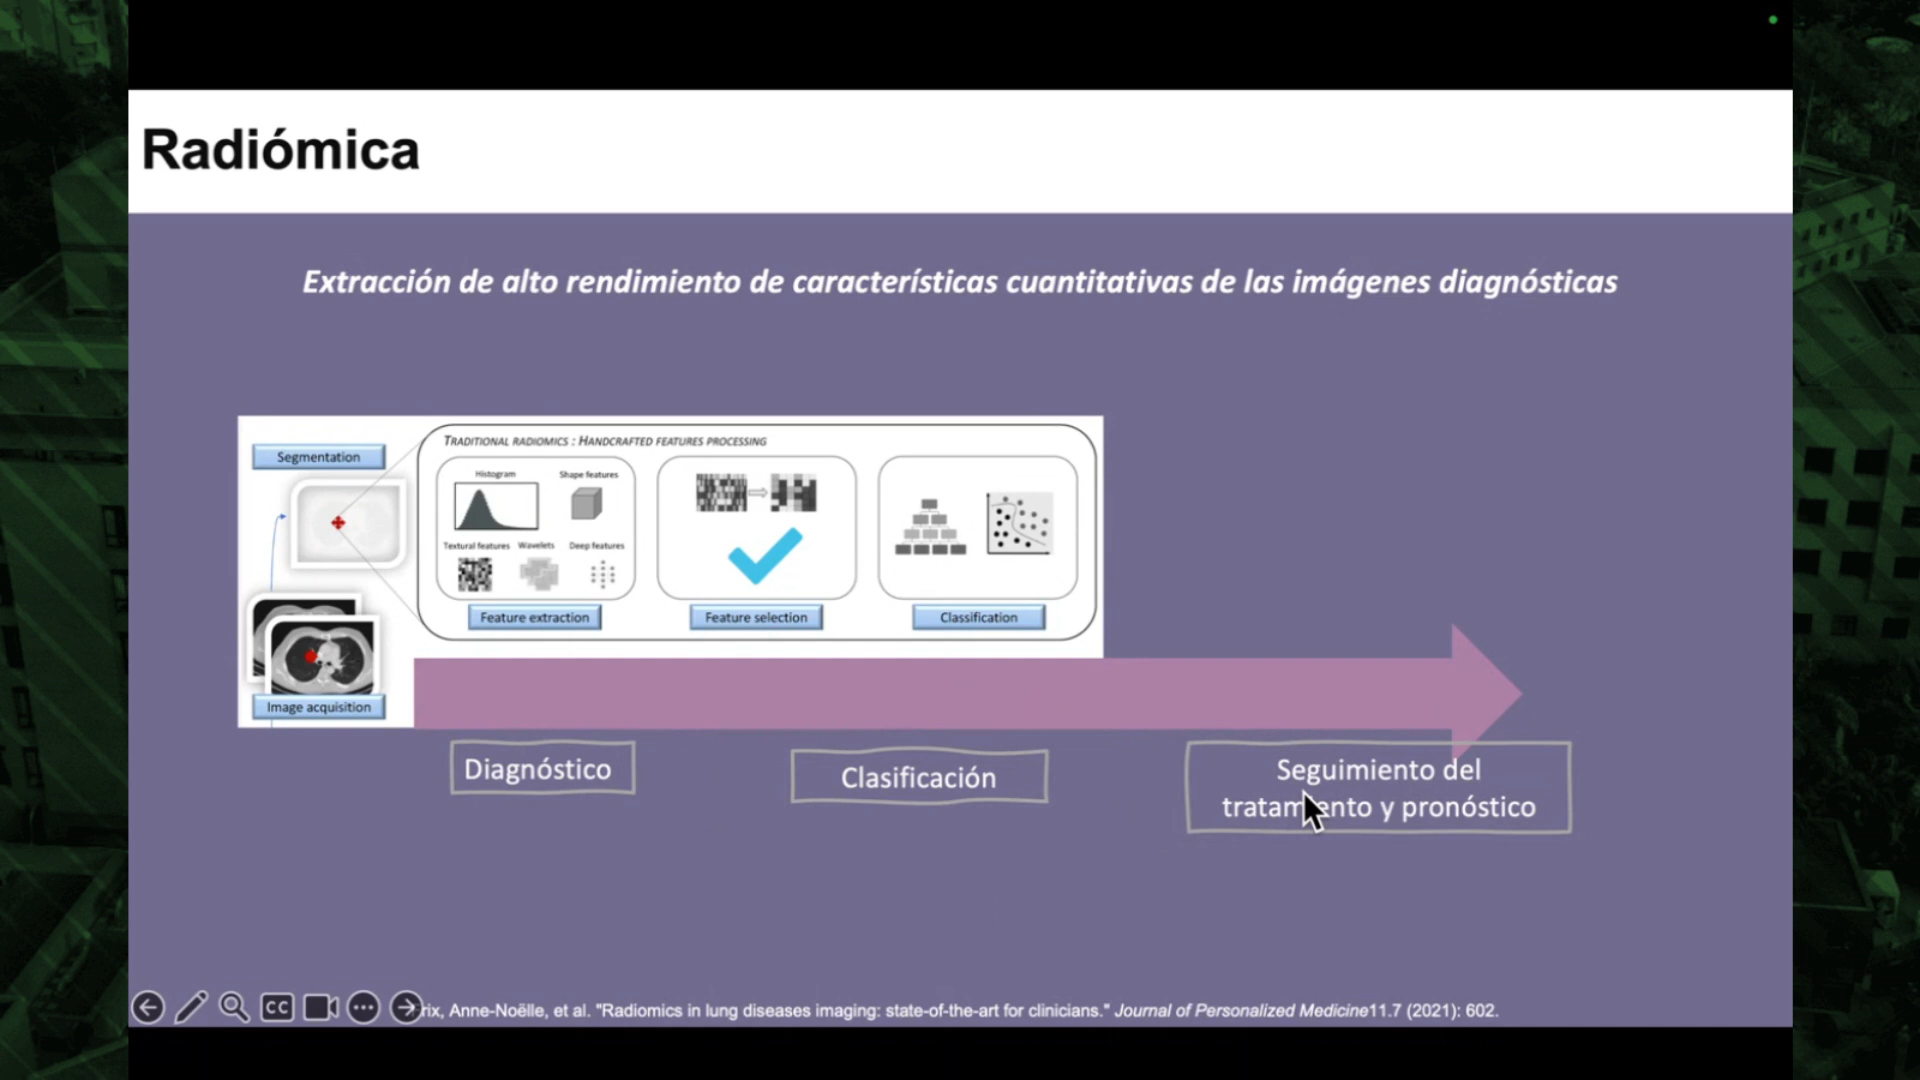 Radiómica
Extracción de alto rendimiento de características cuantitativas de las imágenes diagnósticas
Segmentation
TRADITIONAL RADIOMICS : HANDCRAFTED FEATURES PROCESSING
Histogram
Shape features
Textural features
Wavelets
Deep features
Feature extraction
Feature selection
Classification
Image acquisition
Diagnóstico
Clasificación
Seguimiento del
tratamiento y pronóstico
CC
Anne-Noëlle, et al. "Radiomics in lung diseases imaging: state-of-the-art for clinicians." Journal of Personalized Medicine11.7 (2021): 602.